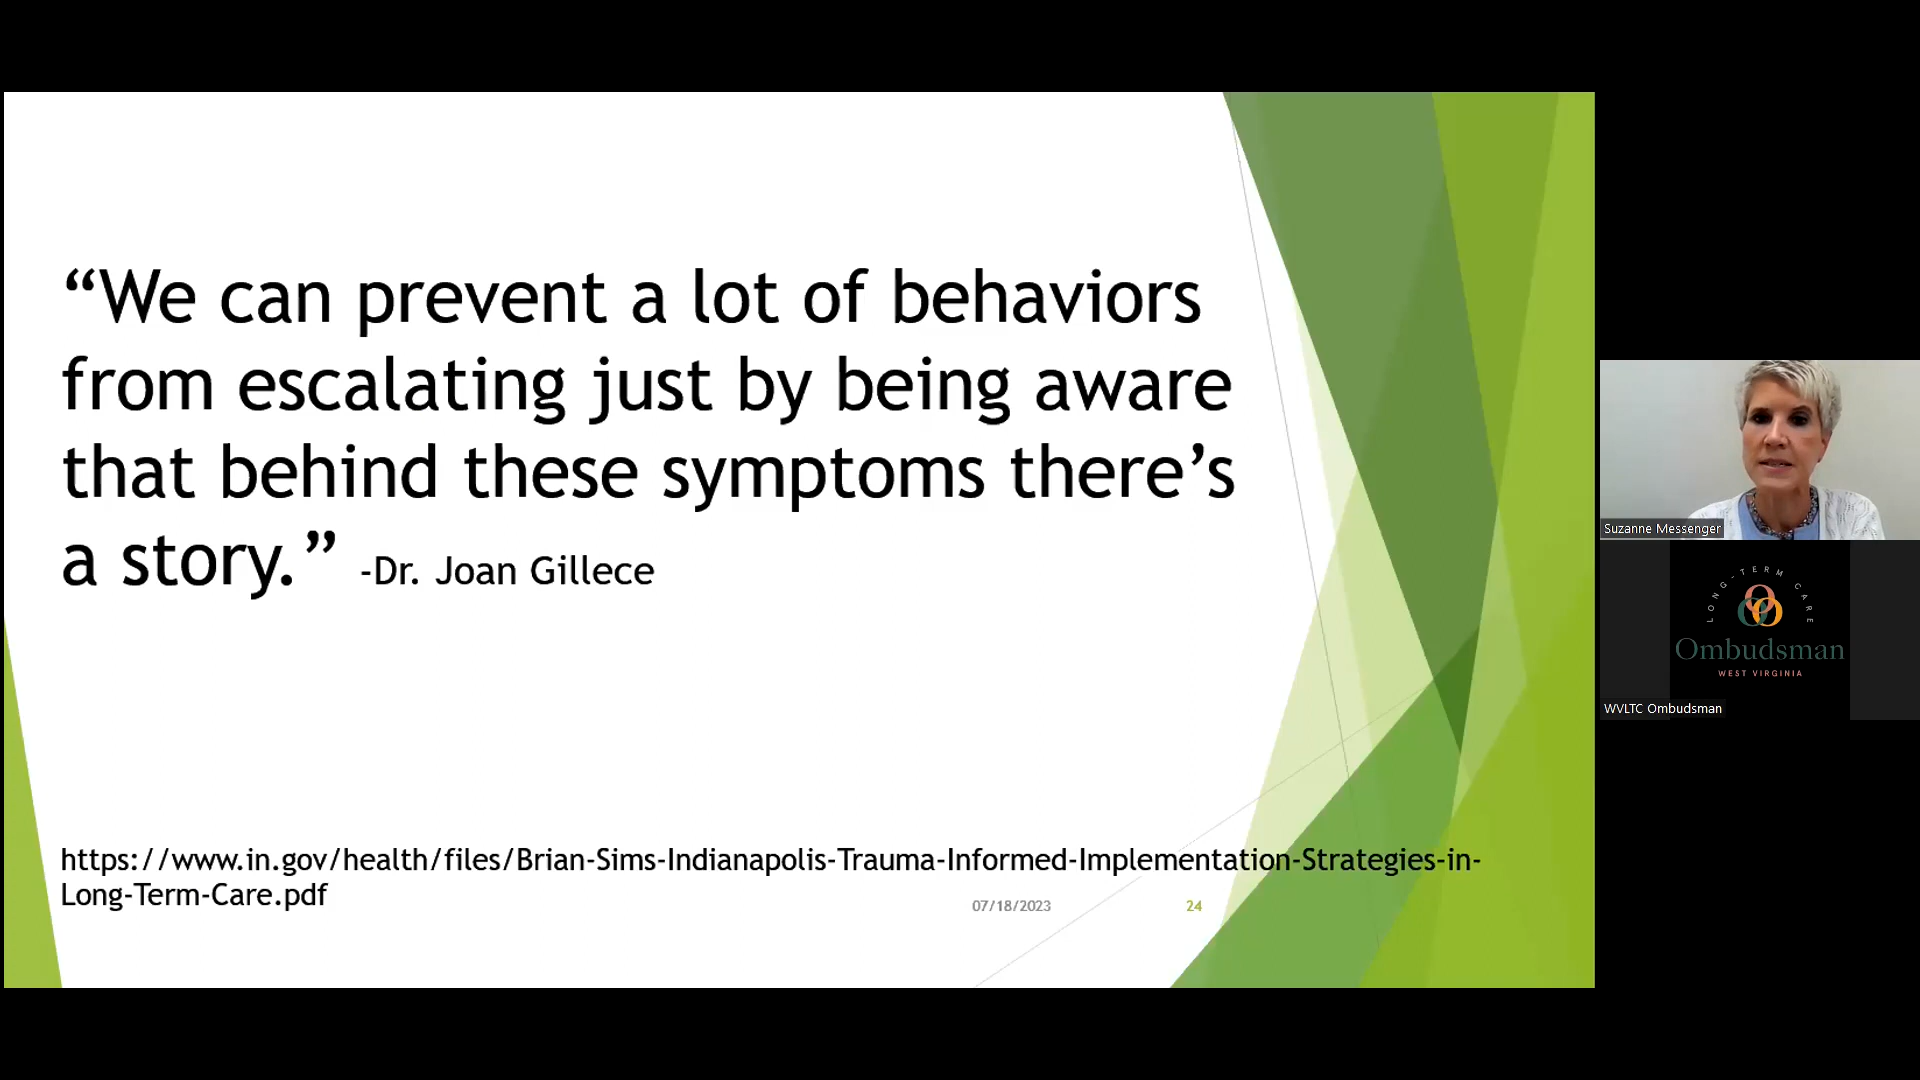 “We can prevent a lot of behaviors
from escalating just by being aware
that behind these symptoms there’s
a story.” -Dr. Joan Gillece
https://www.in.gov/health/files/Brian-Sims-Indianapolis-Trauma-Informed-Implementation-Strategies-in-
Long-Term-Care.pdf
07/18/2023
24
Suzanne Messenger
LONG-TERM CARE
Ombudsman
WEST VIRGINIA
WVLTC Ombudsman